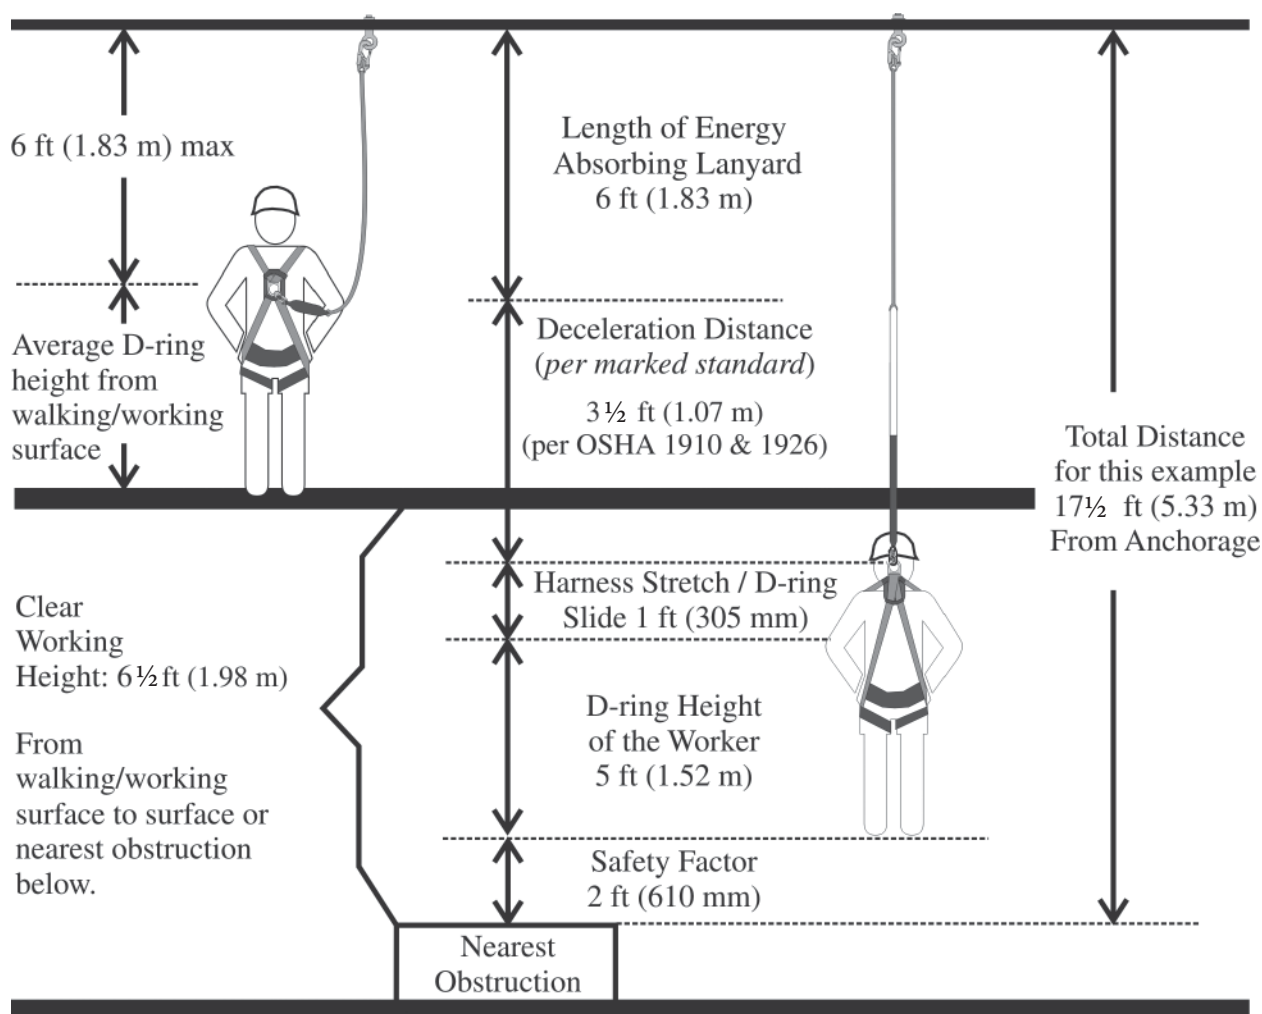 6 ft (1.83 m) max
Average D-ring
height from
walking/working
surface
Length of Energy
Absorbing Lanyard
6 ft (1.83 m)
Deceleration Distance
(per marked standard)
3½ ft (1.07 m)
(per OSHA 1910 & 1926)
Harness Stretch / D-ring
Slide 1 ft (305 mm)
D-ring Height
of the Worker
5 ft (1.52 m)
Safety Factor
2 ft (610 mm)
Nearest
Obstruction
Clear
Working
Height: 6½ft (1.98 m)
From
walking/working
surface to surface or
nearest obstruction
below.
Total Distance
for this example
17½ ft (5.33 m)
From Anchorage